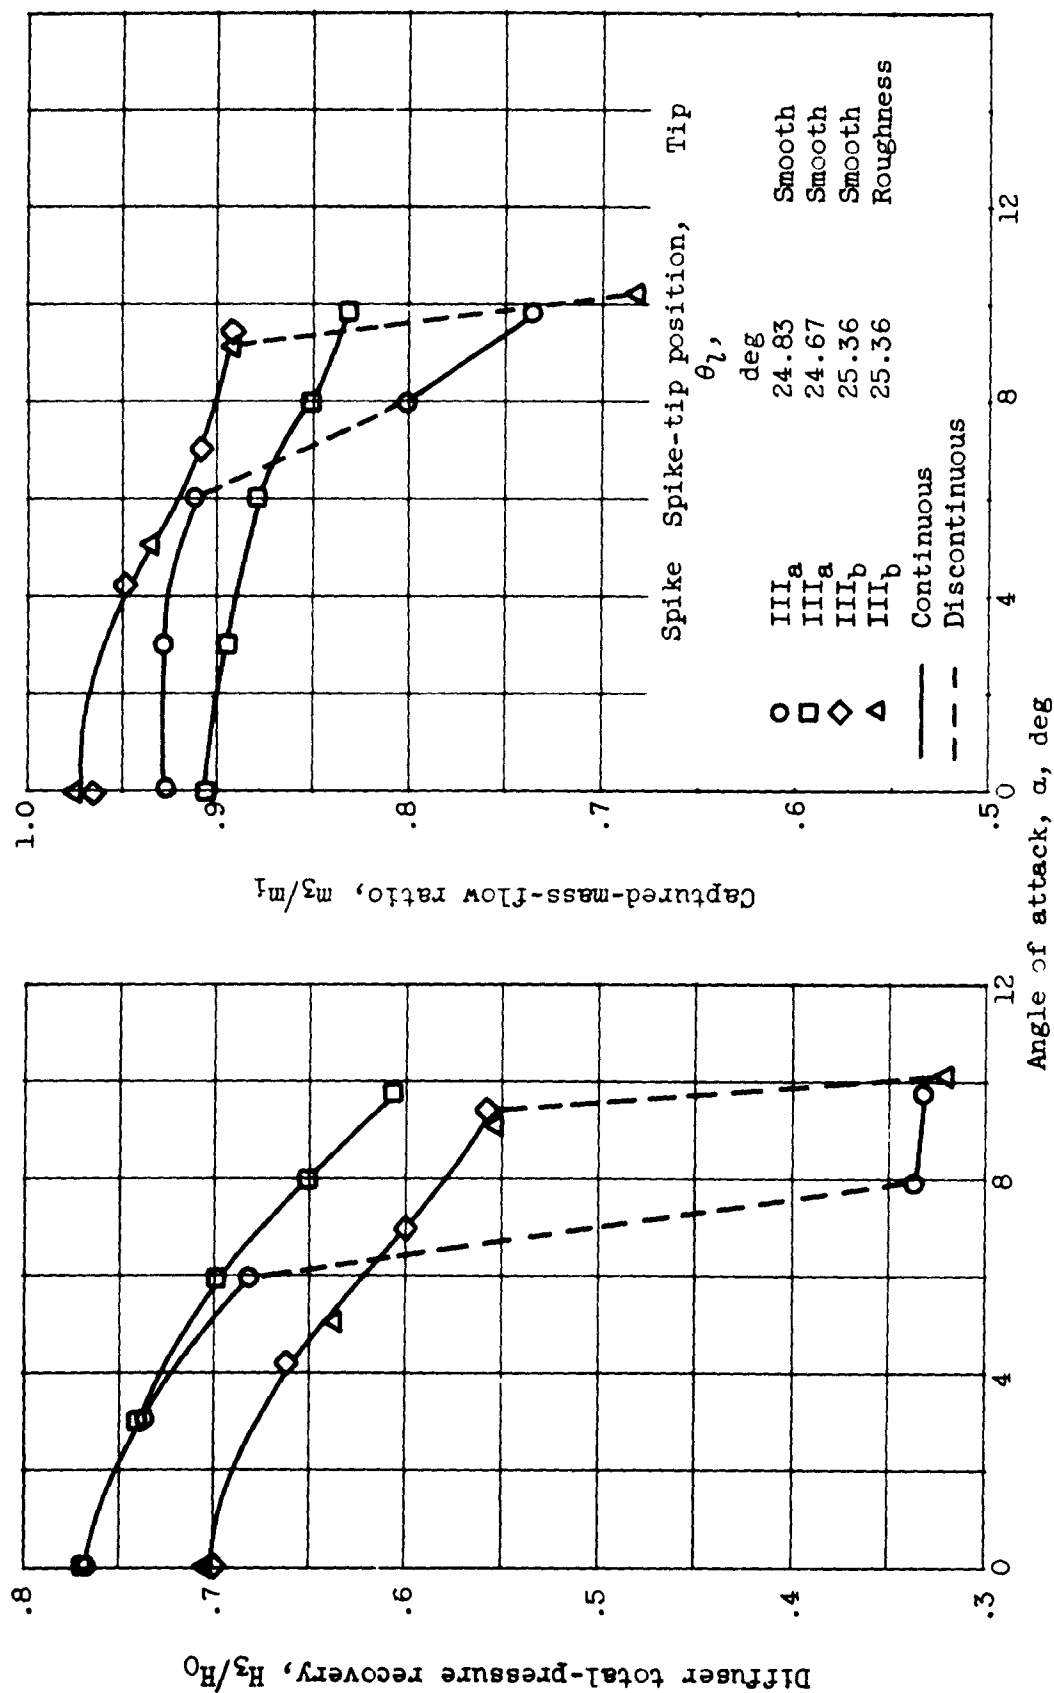 Diffuser total-pressure recovery, H3/H0
.8
.7
.6
.5
.4
.3
0
4
8
12
Captured-mass-flow ratio, m3/mi
1.0
.9
.8
.7
.6
.5
0
4
8
12
Angle of attack, α, deg
Spike Spike-tip position, Tip
θl,
deg
IIIa 24.83 Smooth
IIIa 24.67 Smooth
IIIb 25.36 Smooth
IIIb 25.36 Roughness
Continuous
Discontinuous